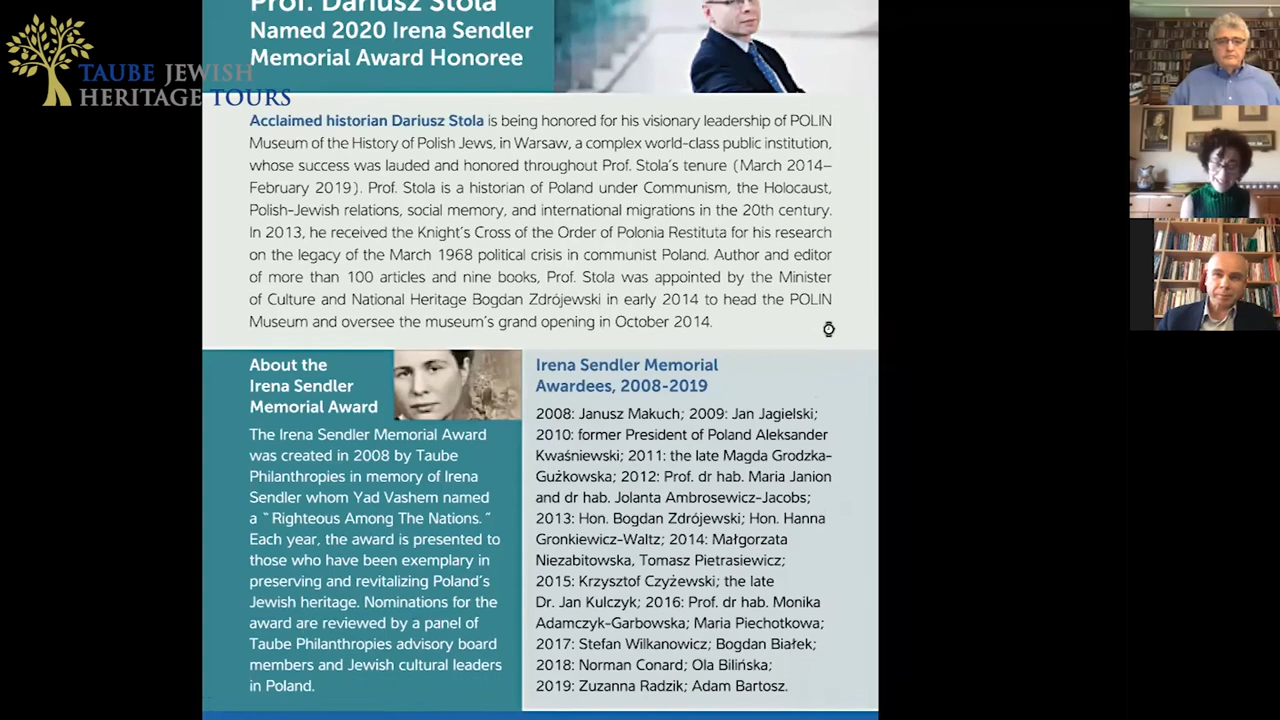 Prof. Dariusz Stola
Named 2020 Irena Sendler
Memorial Award Honoree
TAUBE JEWISH
HERITAGE TOURS
Acclaimed historian Dariusz Stola is being honored for his visionary leadership of POLIN
Museum of the History of Polish Jews, in Warsaw, a complex world-class public institution,
whose success was lauded and honored throughout Prof. Stola's tenure (March 2014–
February 2019). Prof. Stola is a historian of Poland under Communism, the Holocaust,
Polish-Jewish relations, social memory, and international migrations in the 20th century.
In 2013, he received the Knight's Cross of the Order of Polonia Restituta for his research
on the legacy of the March 1968 political crisis in communist Poland. Author and editor
of more than 100 articles and nine books, Prof. Stola was appointed by the Minister
of Culture and National Heritage Bogdan Zdrójewski in early 2014 to head the POLIN
Museum and oversee the museum's grand opening in October 2014.
About the
Irena Sendler
Memorial Award
The Irena Sendler Memorial Award
was created in 2008 by Taube
Philanthropies in memory of Irena
Sendler whom Yad Vashem named
a "Righteous Among The Nations."
Each year, the award is presented to
those who have been exemplary in
preserving and revitalizing Poland's
Jewish heritage. Nominations for the
award are reviewed by a panel of
Taube Philanthropies advisory board
members and Jewish cultural leaders
in Poland.
Irena Sendler Memorial
Awardees, 2008-2019
2008: Janusz Makuch; 2009: Jan Jagielski;
2010: former President of Poland Aleksander
Kwaśniewski; 2011: the late Magda Grodzka-
Gużkowska; 2012: Prof. dr hab. Maria Janion
and dr hab. Jolanta Ambrosewicz-Jacobs;
2013: Hon. Bogdan Zdrójewski; Hon. Hanna
Gronkiewicz-Waltz; 2014: Małgorzata
Niezabitowska, Tomasz Pietrasiewicz;
2015: Krzysztof Czyżewski; the late
Dr. Jan Kulczyk; 2016: Prof. dr hab. Monika
Adamczyk-Garbowska; Maria Piechotkowa;
2017: Stefan Wilkanowicz; Bogdan Białek;
2018: Norman Conard; Ola Bilińska;
2019: Zuzanna Radzik; Adam Bartosz.